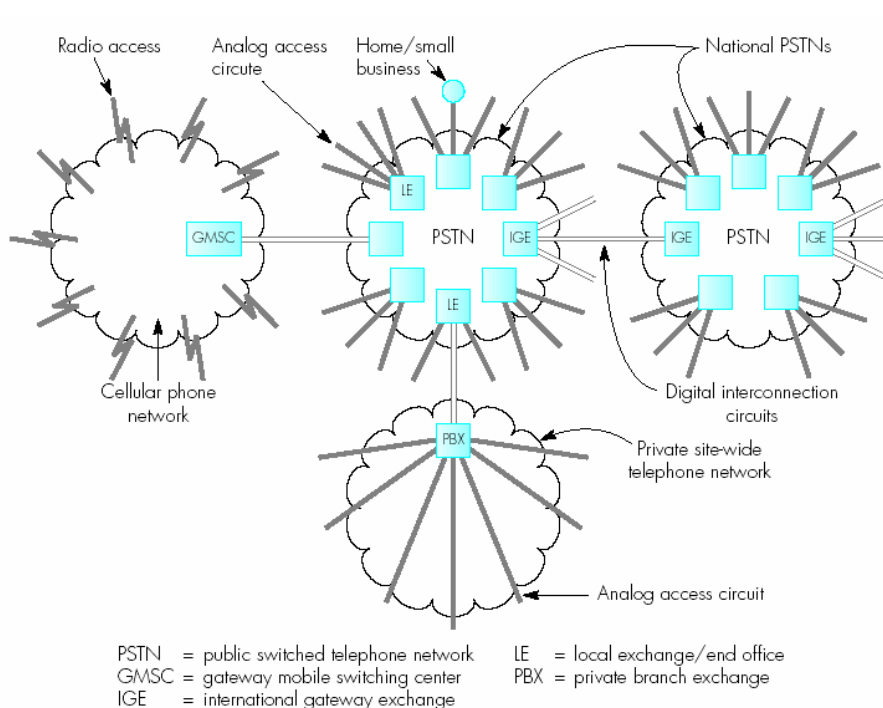 Radio access
Analog access
circute
Home/small
business
National PSTNs
LE
GMSC
PSTN
IGE
IGE
PSTN
IGE
LE
Cellular phone
network
Digital interconnection
circuits
PBX
Private site-wide
telephone network
Analog access circuit
PSTN = public switched telephone network
LE = local exchange/end office
GMSC = gateway mobile switching center
PBX = private branch exchange
IGE = international gateway exchange